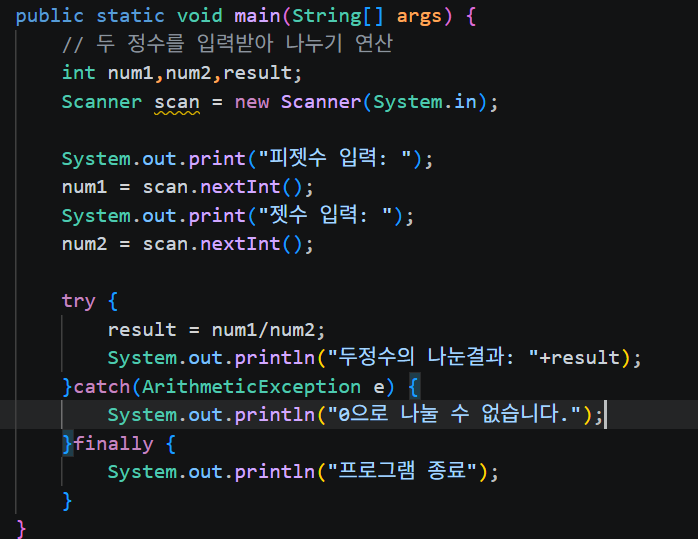 public static void main(String[] args) {
// 두 정수를 입력받아 나누기 연산
int num1,num2,result;
Scanner scan = new Scanner(System.in);
System.out.print("피젯수 입력: ");
num1 = scan.nextInt();
System.out.print("젯수 입력: ");
num2 = scan.nextInt();
try {
result = num1/num2;
System.out.println("두정수의 나눈결과: "+result);
}catch(ArithmeticException e) {
System.out.println("0으로 나눌 수 없습니다.");
}finally {
System.out.println("프로그램 종료");
}
}